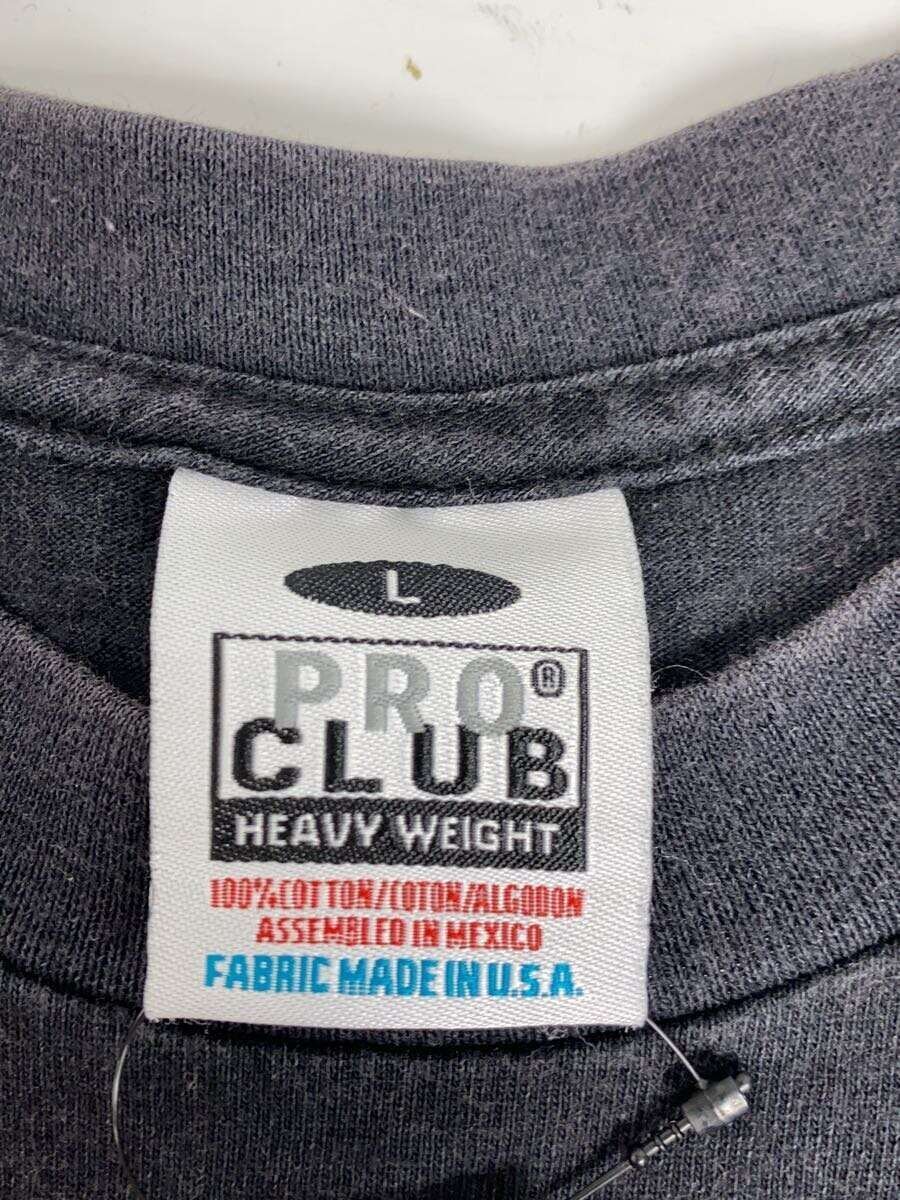 L
PRO®
CLUB
HEAVY WEIGHT
100%COTTON/COTON/ALGODON
ASSEMBLED IN MEXICO
FABRIC MADE IN U.S.A.